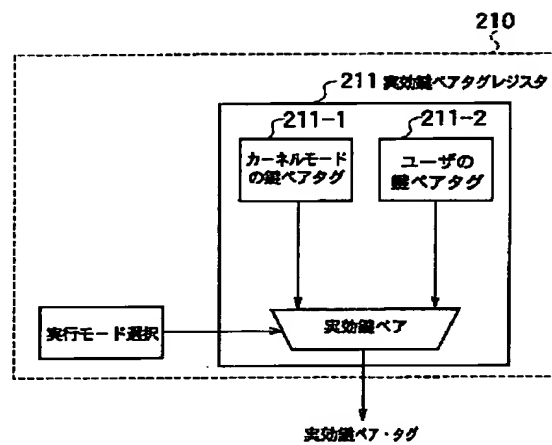 210
211 実効鍵ペアタグレジスタ
211-1
211-2
カーネルモード
の鍵ペアタグ
ユーザの
鍵ペアタグ
実行モード選択
実効鍵ペア
実効鍵ペア・タグ